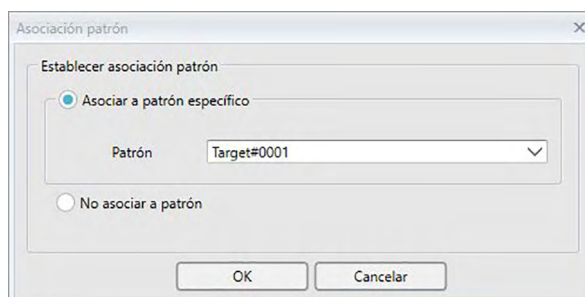 Asociación patrón
Establecer asociación patrón
Asociar a patrón específico
Patrón Target#0001
No asociar a patrón
OK Cancelar